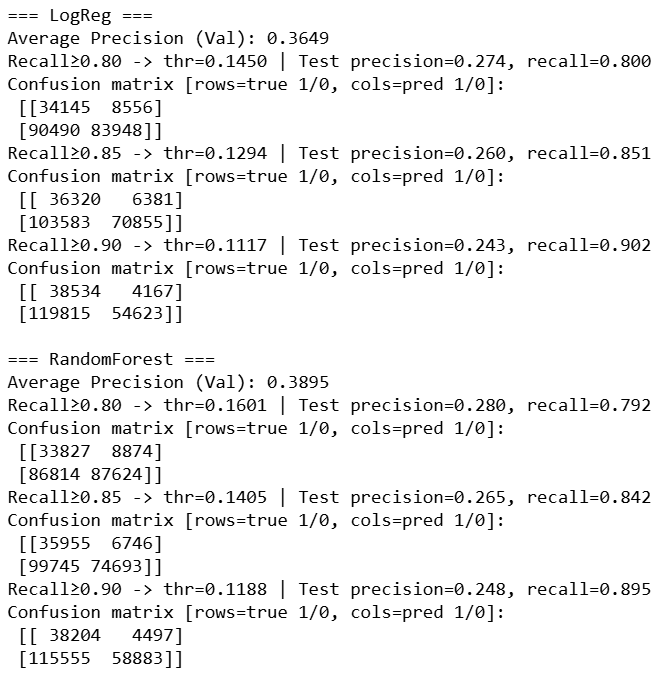 === LogReg ===
Average Precision (Val): 0.3649
Recall≥0.80 -> thr=0.1450 | Test precision=0.274, recall=0.800
Confusion matrix [rows=true 1/0, cols=pred 1/0]:
[[34145 8556]
[90490 83948]]
Recall≥0.85 -> thr=0.1294 | Test precision=0.260, recall=0.851
Confusion matrix [rows=true 1/0, cols=pred 1/0]:
[[ 36320 6381]
[103583 70855]]
Recall≥0.90 -> thr=0.1117 | Test precision=0.243, recall=0.902
Confusion matrix [rows=true 1/0, cols=pred 1/0]:
[[ 38534 4167]
[119815 54623]]
=== RandomForest ===
Average Precision (Val): 0.3895
Recall≥0.80 -> thr=0.1601 | Test precision=0.280, recall=0.792
Confusion matrix [rows=true 1/0, cols=pred 1/0]:
[[33827 8874]
[86814 87624]]
Recall≥0.85 -> thr=0.1405 | Test precision=0.265, recall=0.842
Confusion matrix [rows=true 1/0, cols=pred 1/0]:
[[35955 6746]
[99745 74693]]
Recall≥0.90 -> thr=0.1188 | Test precision=0.248, recall=0.895
Confusion matrix [rows=true 1/0, cols=pred 1/0]:
[[ 38204 4497]
[115555 58883]]